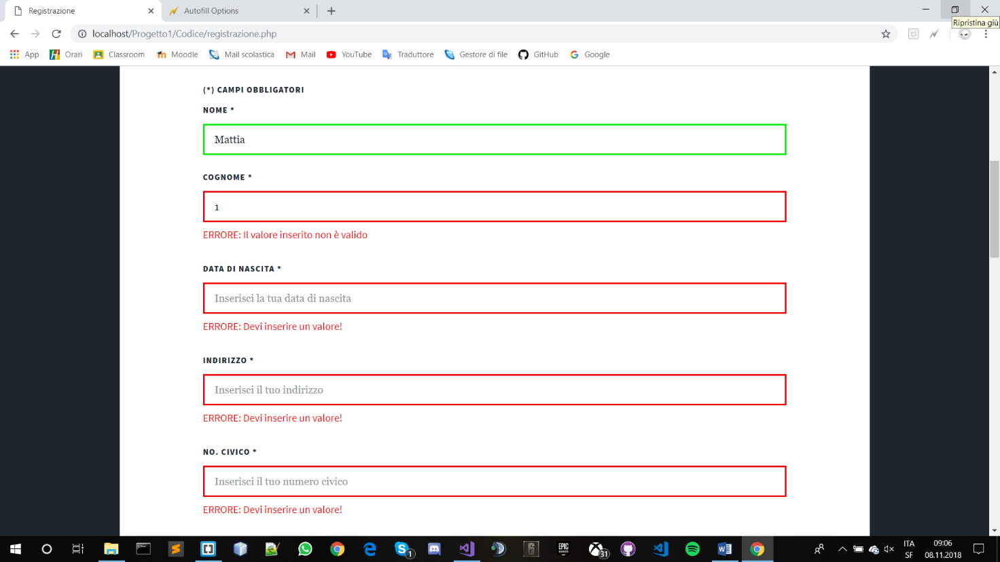 Registrazione
Autofill Options
localhost/Progetto1/Codice/registrazione.php
Ripristina giù
App Orari Classroom Moodle Mail scolastica Mail YouTube Traduttore Gestore di file GitHub Google
(*) CAMPI OBBLIGATORI
NOME *
Mattia
COGNOME *
1
ERRORE: Il valore inserito non è valido
DATA DI NASCITA *
Inserisci la tua data di nascita
ERRORE: Devi inserire un valore!
INDIRIZZO *
Inserisci il tuo indirizzo
ERRORE: Devi inserire un valore!
NO. CIVICO *
Inserisci il tuo numero civico
ERRORE: Devi inserire un valore!
EPIC GAMES
1
31
ITA
SF
09:06
08.11.2018